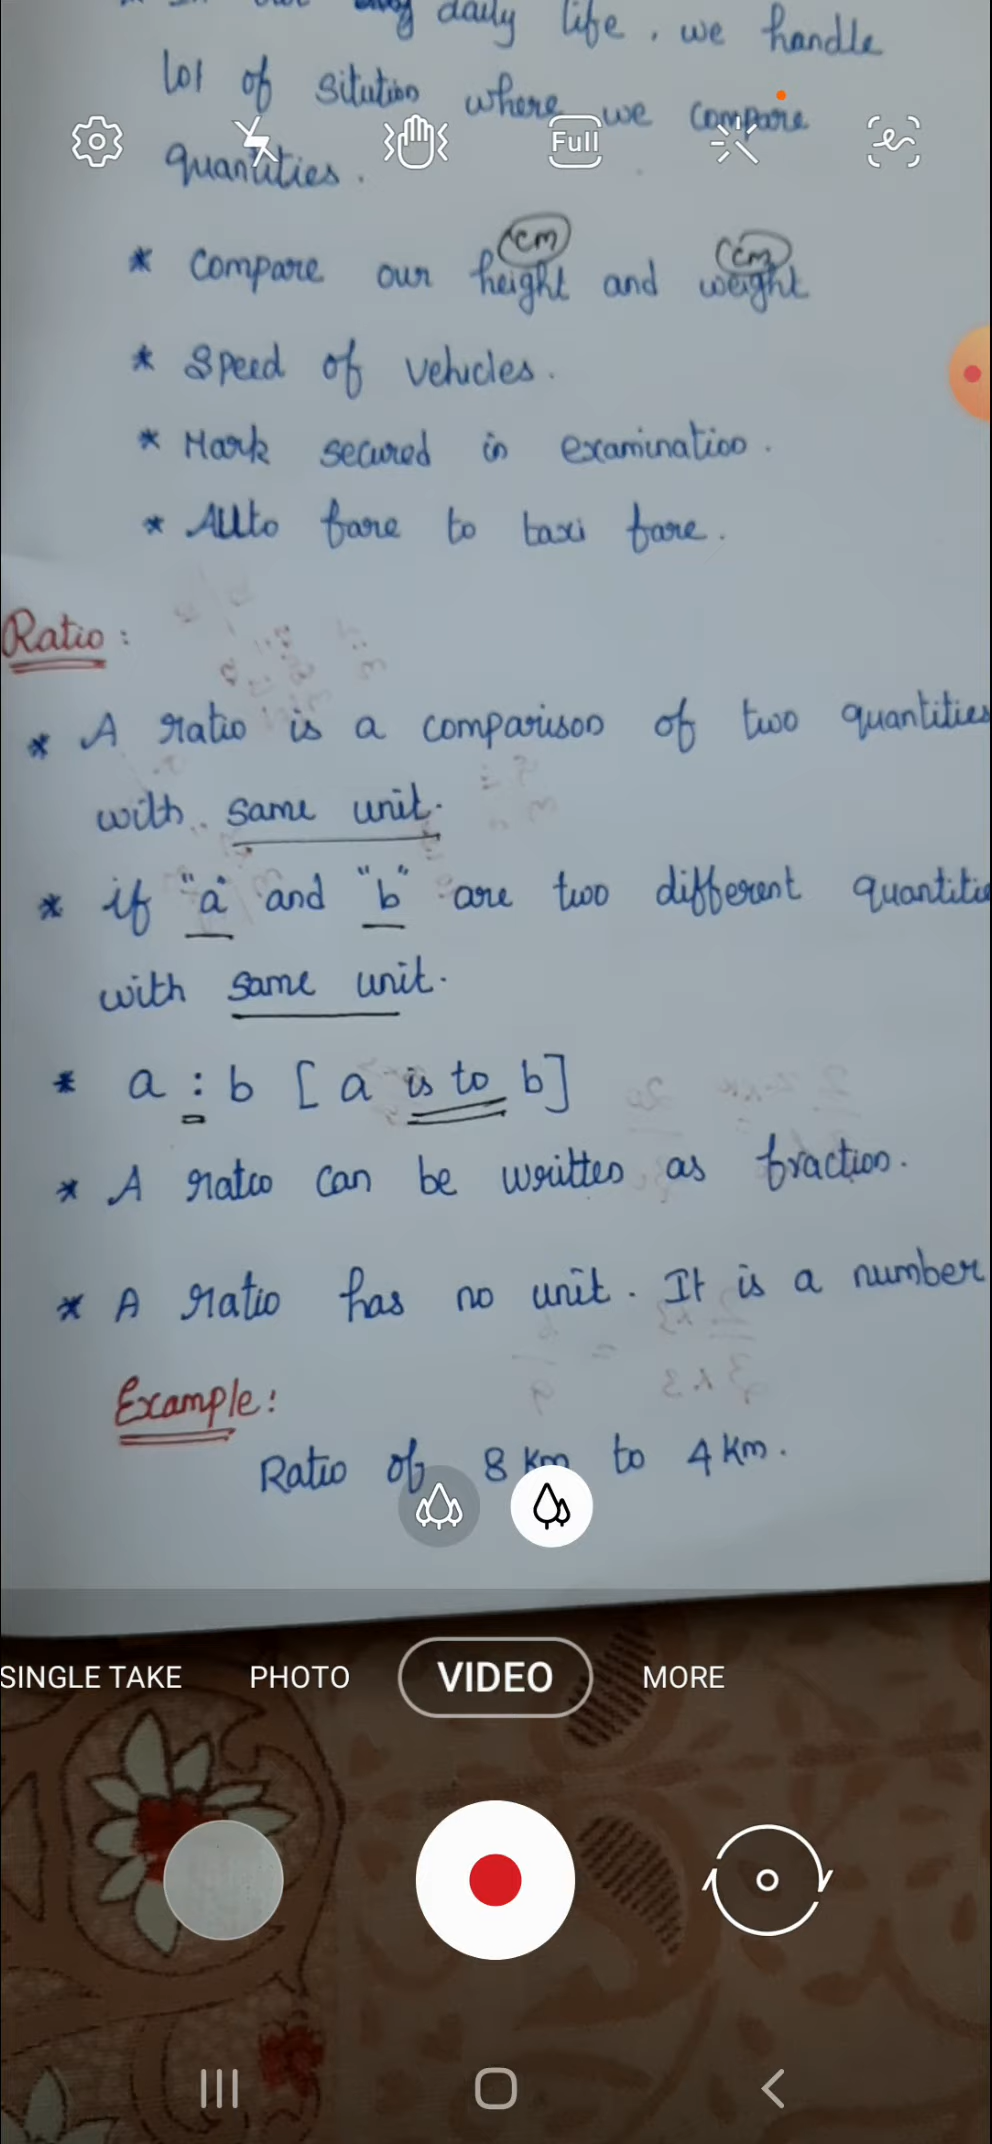 daily life, we handle
lot of sitution where we compare
Full
quantities.
cm cm
* Compare our height and weight
* Speed of vehicles.
* Mark secured in examination.
* Auto fare to taxi fare.
Ratio:
* A ratio is a comparison of two quantities
with same unit.
* if "a" and "b" are two different quantitie
with same unit.
* a : b [a is to b]
* A ratio can be written as fraction.
* A ratio has no unit. It is a number
Example:
Ratio of 8 Km to 4 Km.
SINGLE TAKE PHOTO VIDEO MORE